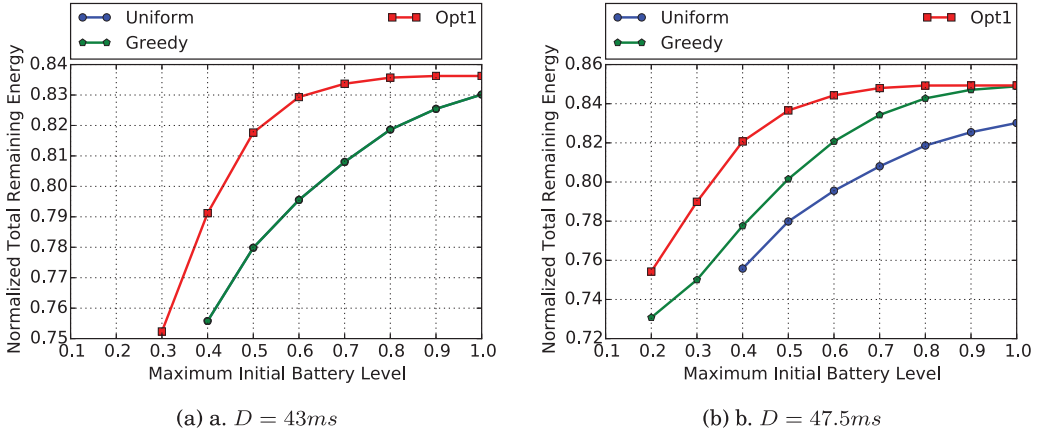 Uniform
Greedy
Opt1
Normalized Total Remaining Energy
0.84
0.83
0.82
0.81
0.80
0.79
0.78
0.77
0.76
0.75
0.1 0.2 0.3 0.4 0.5 0.6 0.7 0.8 0.9 1.0
Maximum Initial Battery Level
(a) a. D = 43ms
Uniform
Greedy
Opt1
Normalized Total Remaining Energy
0.86
0.84
0.82
0.80
0.78
0.76
0.74
0.72
0.1 0.2 0.3 0.4 0.5 0.6 0.7 0.8 0.9 1.0
Maximum Initial Battery Level
(b) b. D = 47.5ms